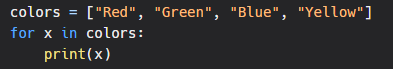 colors = ["Red", "Green", "Blue", "Yellow"]
for x in colors:
    print(x)